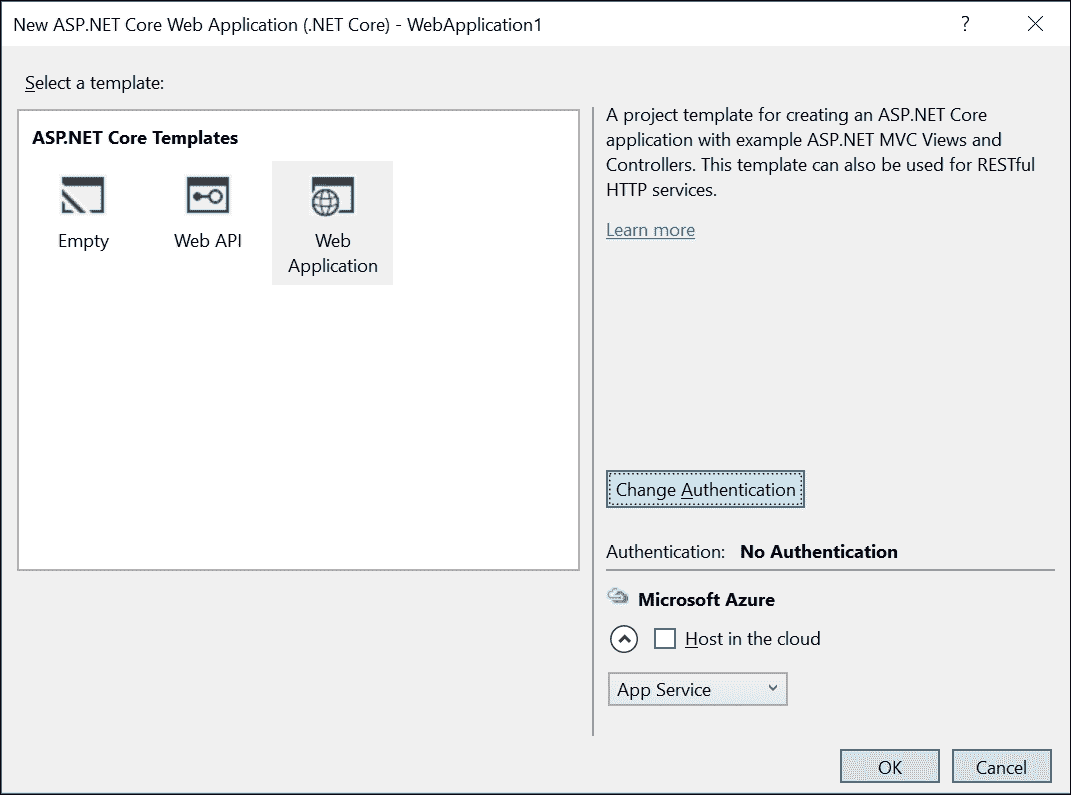 New ASP.NET Core Web Application (.NET Core) - WebApplication1
?
Select a template:
ASP.NET Core Templates
Empty
Web API
Web
Application
A project template for creating an ASP.NET Core
application with example ASP.NET MVC Views and
Controllers. This template can also be used for RESTful
HTTP services.
Learn more
Change Authentication
Authentication: No Authentication
Microsoft Azure
Host in the cloud
App Service
OK
Cancel